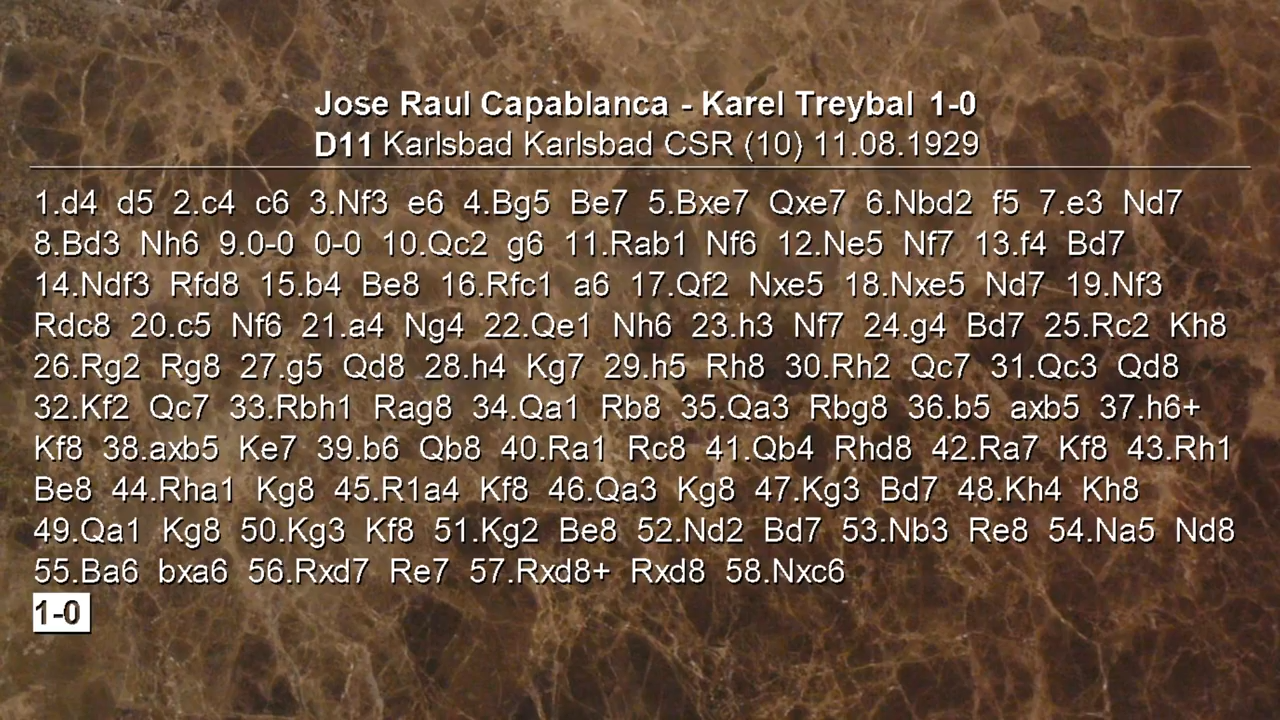 Jose Raul Capablanca - Karel Treybal 1-0
D11 Karlsbad Karlsbad CSR (10) 11.08.1929
1.d4 d5 2.c4 c6 3.Nf3 e6 4.Bg5 Be7 5.Bxe7 Qxe7 6.Nbd2 f5 7.e3 Nd7
8.Bd3 Nh6 9.0-0 0-0 10.Qc2 g6 11.Rab1 Nf6 12.Ne5 Nf7 13.f4 Bd7
14.Ndf3 Rfd8 15.b4 Be8 16.Rfc1 a6 17.Qf2 Nxe5 18.Nxe5 Nd7 19.Nf3
Rdc8 20.c5 Nf6 21.a4 Ng4 22.Qe1 Nh6 23.h3 Nf7 24.g4 Bd7 25.Rc2 Kh8
26.Rg2 Rg8 27.g5 Qd8 28.h4 Kg7 29.h5 Rh8 30.Rh2 Qc7 31.Qc3 Qd8
32.Kf2 Qc7 33.Rbh1 Rag8 34.Qa1 Rb8 35.Qa3 Rbg8 36.b5 axb5 37.h6+
Kf8 38.axb5 Ke7 39.b6 Qb8 40.Ra1 Rc8 41.Qb4 Rhd8 42.Ra7 Kf8 43.Rh1
Be8 44.Rha1 Kg8 45.R1a4 Kf8 46.Qa3 Kg8 47.Kg3 Bd7 48.Kh4 Kh8
49.Qa1 Kg8 50.Kg3 Kf8 51.Kg2 Be8 52.Nd2 Bd7 53.Nb3 Re8 54.Na5 Nd8
55.Ba6 bxa6 56.Rxd7 Re7 57.Rxd8+ Rxd8 58.Nxc6
1-0